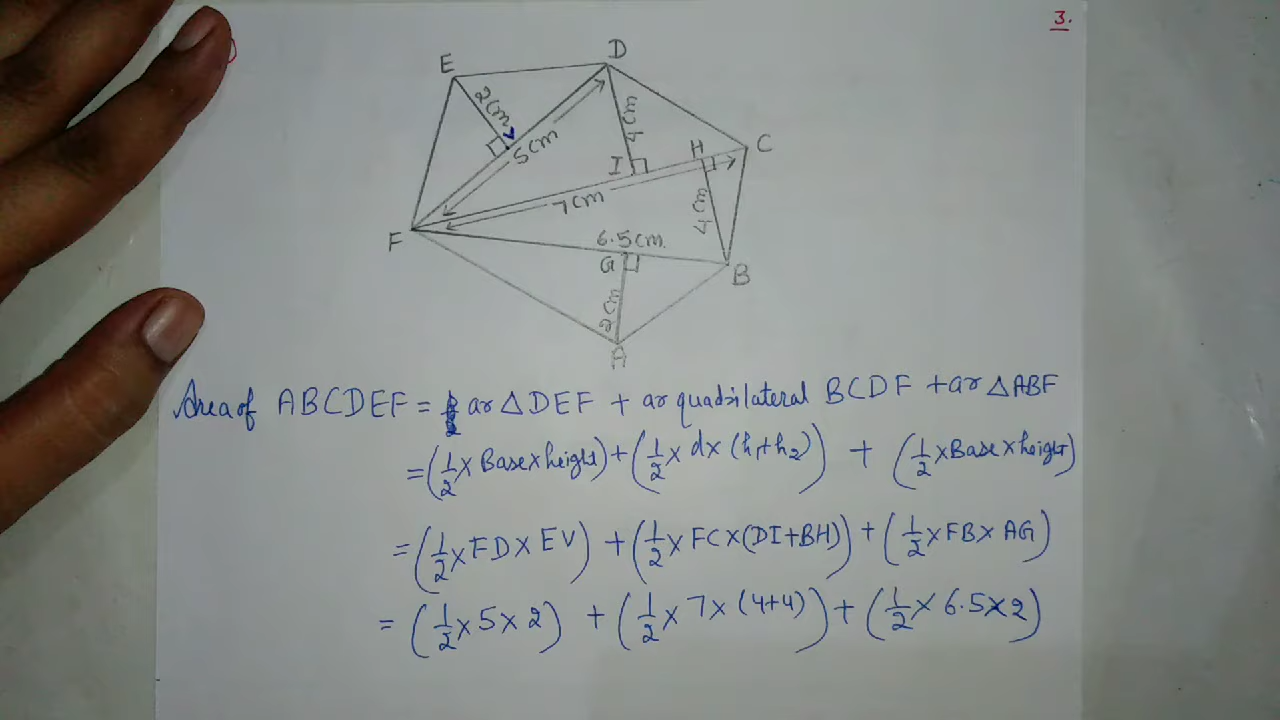 3.
E D
2cm
5cm
4cm
I H C
7cm
4cm
F
6.5cm
G B
2cm
A
Area of ABCDEF = ar △DEF + ar quadrilateral BCDF + ar △ABF
= (1/2 × Base × height) + (1/2 × d × (h₁+h₂)) + (1/2 × Base × height)
= (1/2 × FD × EV) + (1/2 × FC × (DI+BH)) + (1/2 × FB × AG)
= (1/2 × 5 × 2) + (1/2 × 7 × (4+4)) + (1/2 × 6.5 × 2)